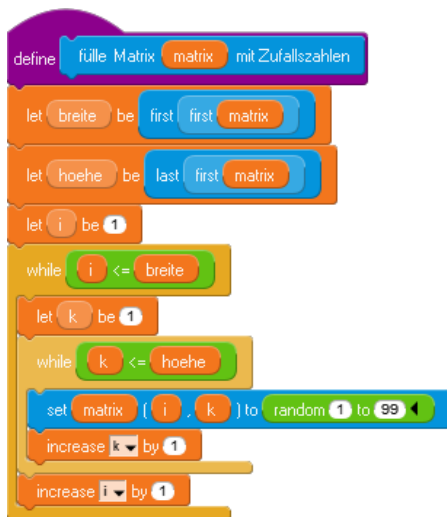 define fülle Matrix matrix mit Zufallszahlen
let breite be first first matrix
let hoehe be last first matrix
let i be 1
while i <= breite
let k be 1
while k <= hoehe
set matrix ( i , k ) to random 1 to 99
increase k by 1
increase i by 1